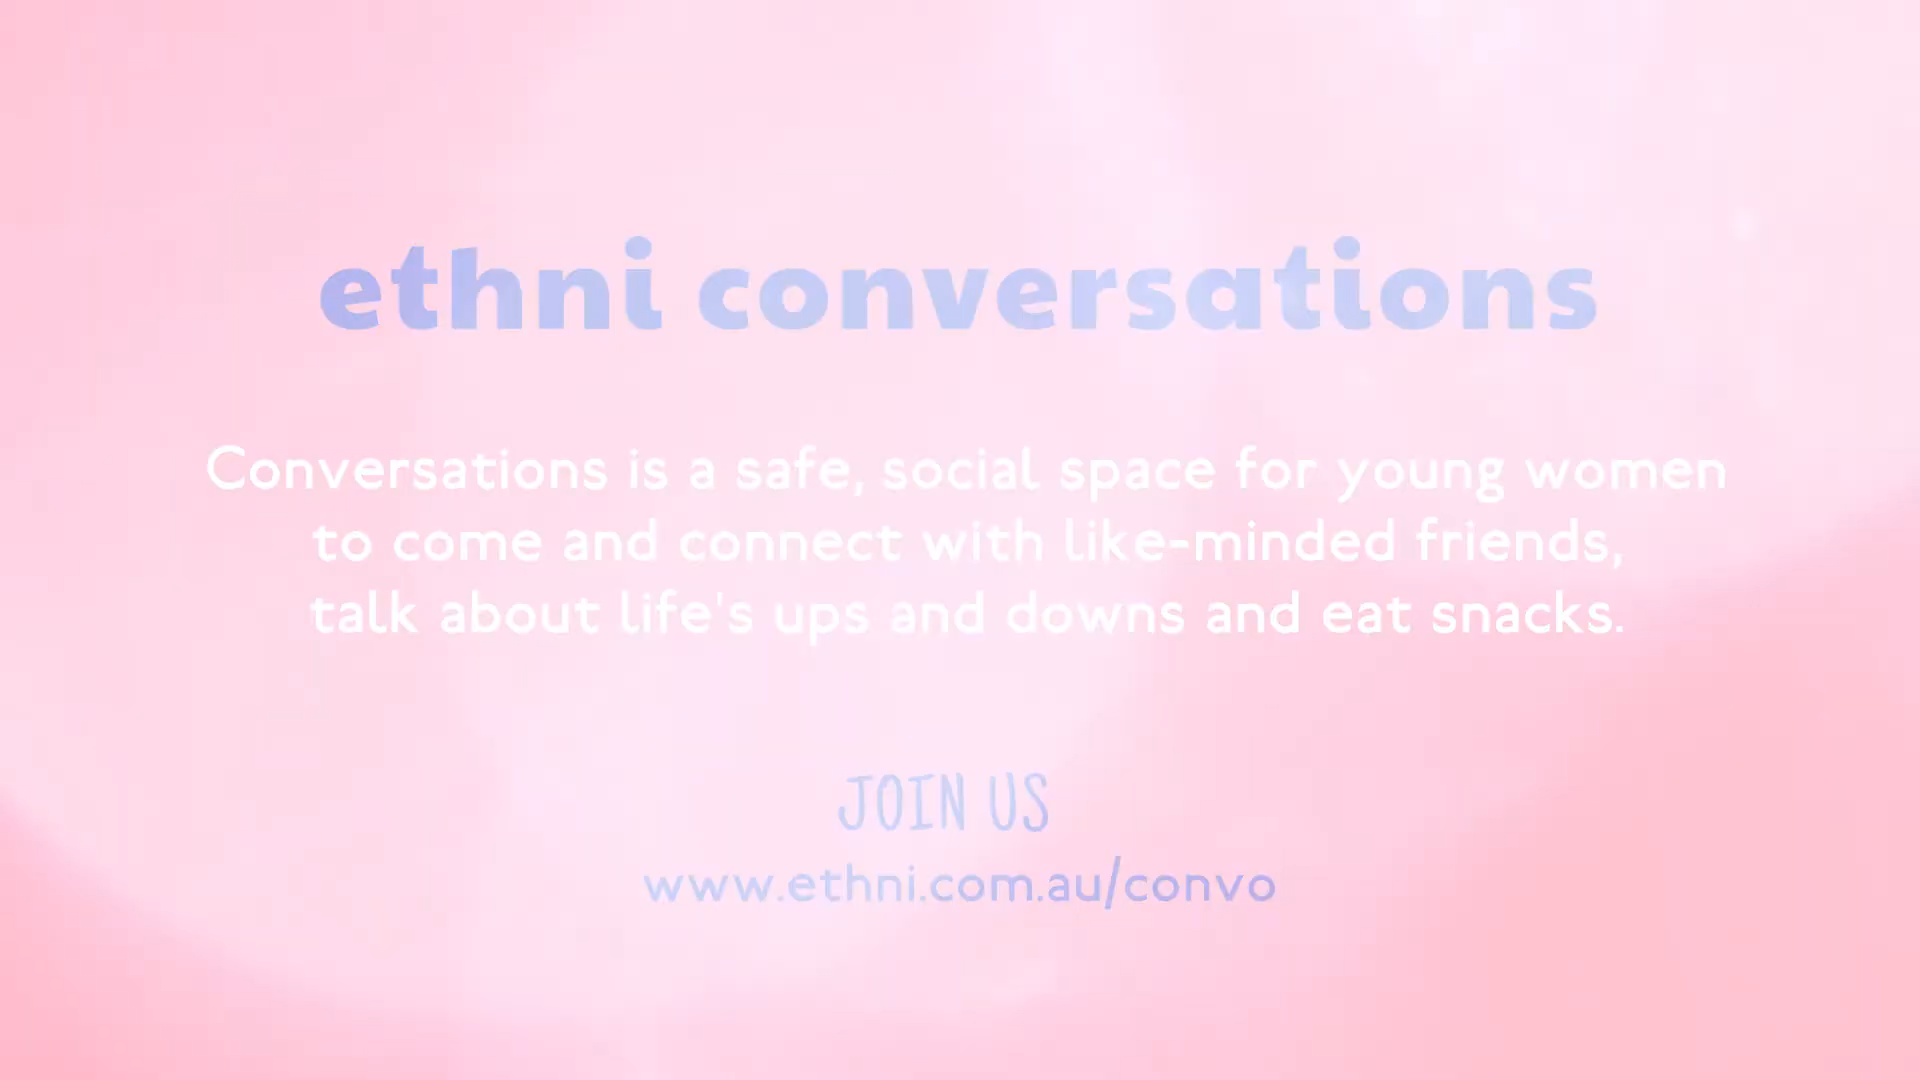 ethni conversations
Conversations is a safe, social space for young women
to come and connect with like-minded friends,
talk about life's ups and downs and eat snacks.
JOIN US
www.ethni.com.au/convo